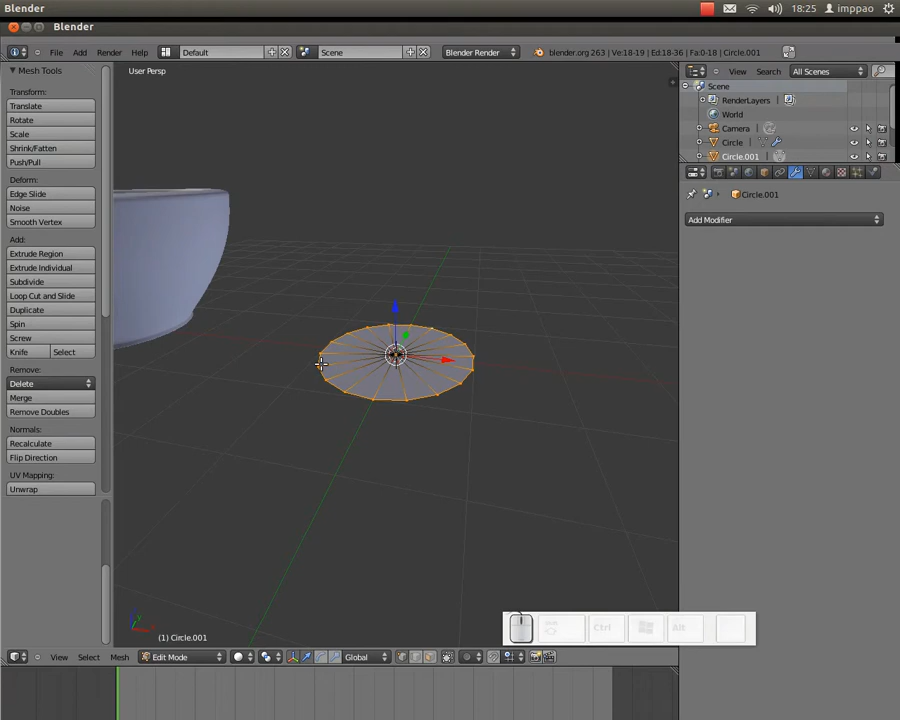 Blender
18:25
imppao
Blender
File Add Render Help
Default
Scene
Blender Render
blender.org 263 | Ve:18-19 | Ed:18-36 | Fa:0-18 | Circle.001
Mesh Tools
Transform:
Translate
Rotate
Scale
Shrink/Fatten
Push/Pull
Deform:
Edge Slide
Noise
Smooth Vertex
Add:
Extrude Region
Extrude Individual
Subdivide
Loop Cut and Slide
Duplicate
Spin
Screw
Knife Select
Remove:
Delete
Merge
Remove Doubles
Normals:
Recalculate
Flip Direction
UV Mapping:
Unwrap
User Persp
(1) Circle.001
View Select Mesh
Edit Mode
Global
Ctrl
Alt
View Search
All Scenes
Scene
RenderLayers
World
Camera
Circle
Circle.001
Circle.001
Add Modifier